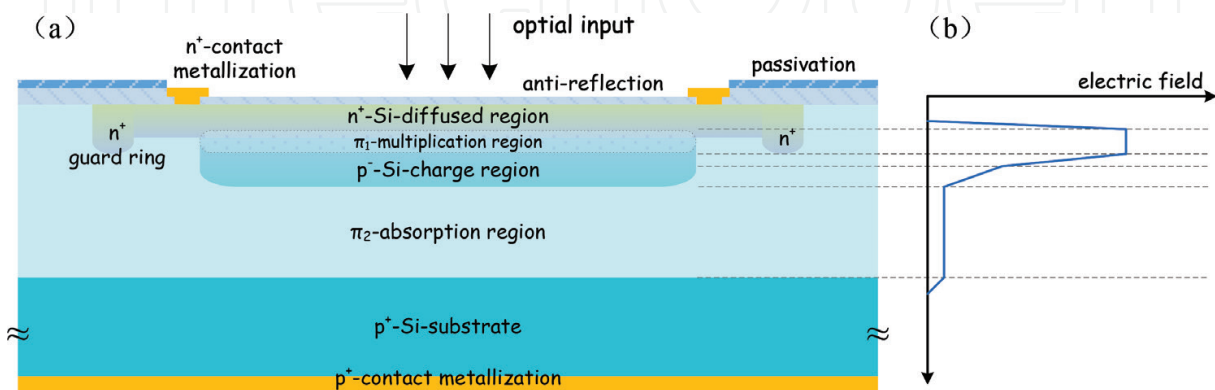 (a)
optial input
n⁺-contact
metallization
anti-reflection
passivation
n⁺-Si-diffused region
n⁺
guard ring
π₁-multiplication region
n⁺
p⁻-Si-charge region
π₂-absorption region
p⁺-Si-substrate
p⁺-contact metallization
≈
≈
(b)
electric field